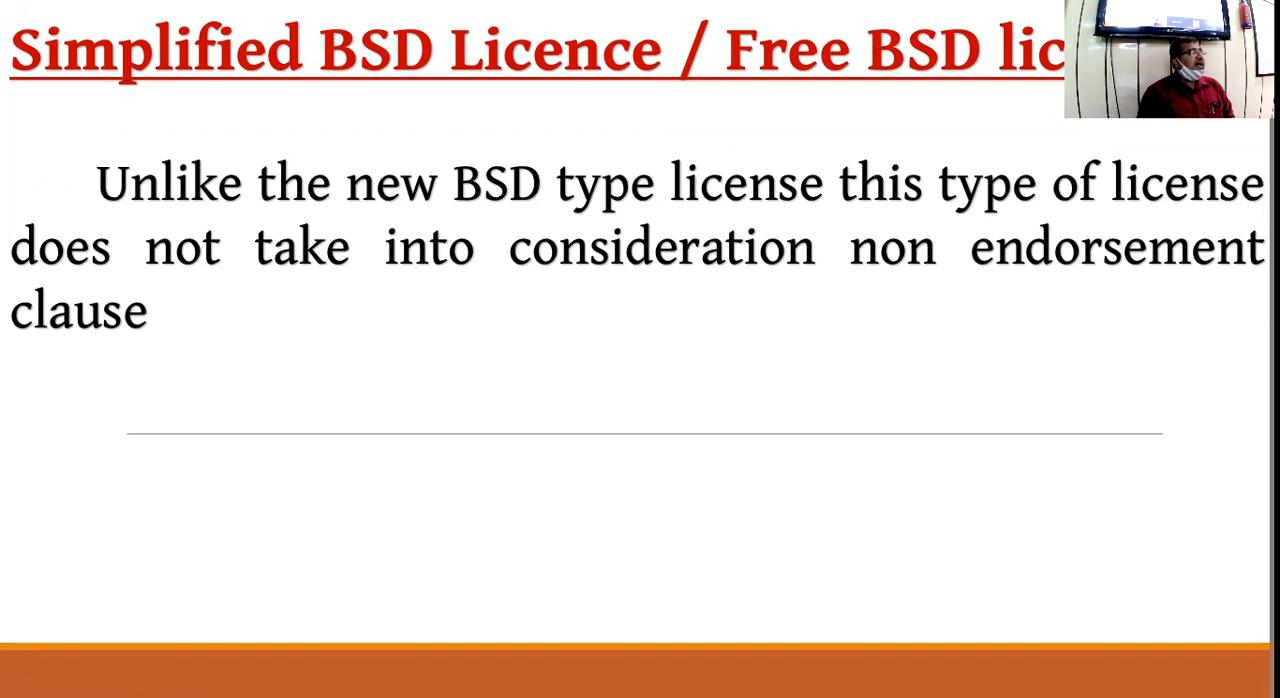 Simplified BSD Licence / Free BSD lic
Unlike the new BSD type license this type of license
does not take into consideration non endorsement
clause